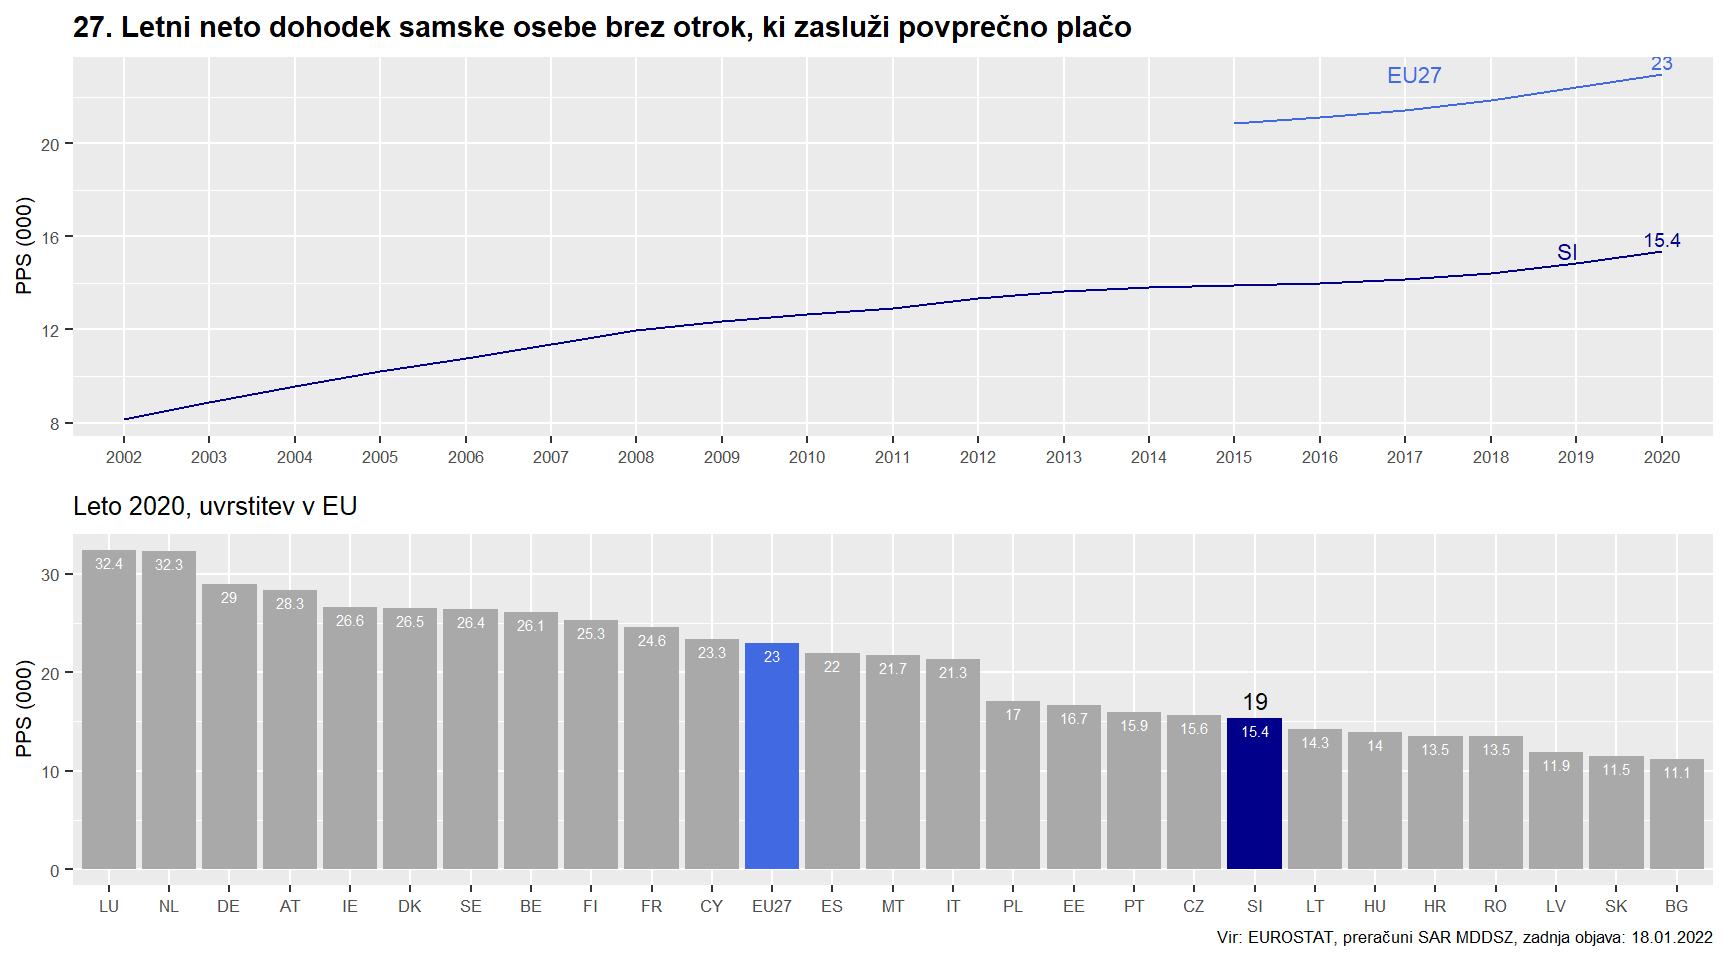 27. Letni neto dohodek samske osebe brez otrok, ki zasluži povprečno plačo
PPS (000)
20
16
12
8
EU27
23
SI
15.4
2002 2003 2004 2005 2006 2007 2008 2009 2010 2011 2012 2013 2014 2015 2016 2017 2018 2019 2020
Leto 2020, uvrstitev v EU
PPS (000)
30
20
10
0
32.4 32.3 29 28.3 26.6 26.5 26.4 26.1 25.3 24.6 23.3 23 22 21.7 21.3 17 16.7 15.9 15.6 15.4 14.3 14 13.5 13.5 11.9 11.5 11.1
19
LU NL DE AT IE DK SE BE FI FR CY EU27 ES MT IT PL EE PT CZ SI LT HU HR RO LV SK BG
Vir: EUROSTAT, preračuni SAR MDDSZ, zadnja objava: 18.01.2022